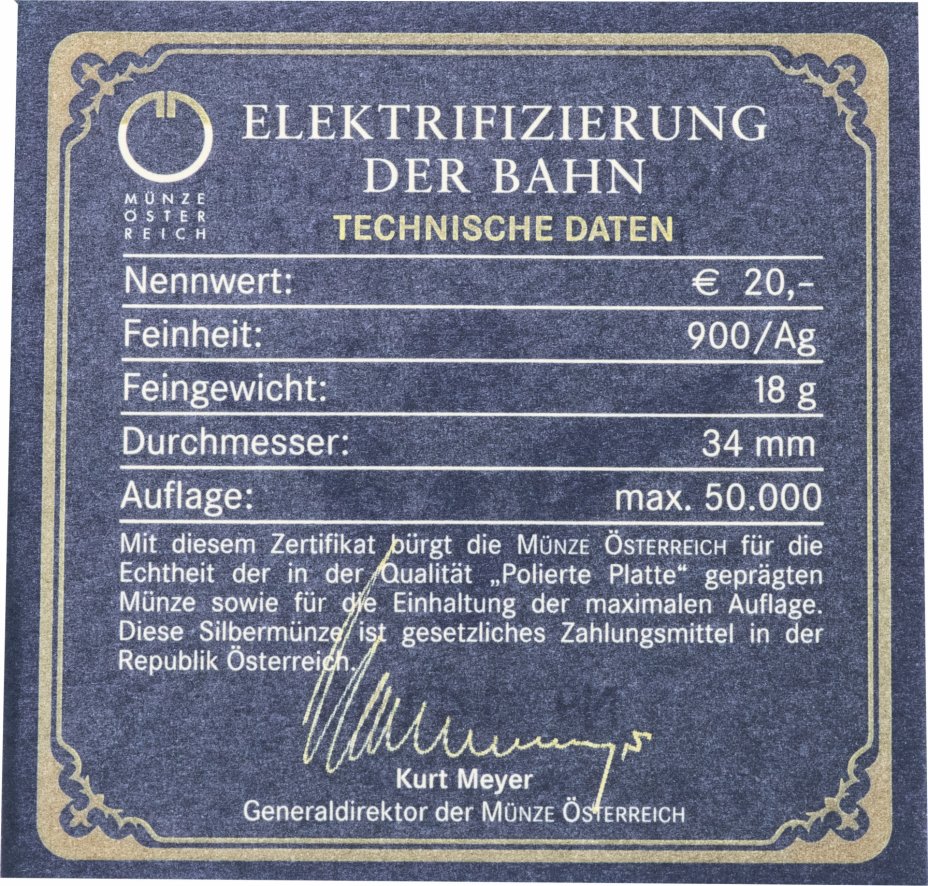 MÜNZE
ÖSTER
REICH
ELEKTRIFIZIERUNG
DER BAHN
TECHNISCHE DATEN
Nennwert: € 20,–
Feinheit: 900/Ag
Feingewicht: 18 g
Durchmesser: 34 mm
Auflage: max. 50.000
Mit diesem Zertifikat bürgt die MÜNZE ÖSTERREICH für die
Echtheit der in der Qualität „Polierte Platte“ geprägten
Münze sowie für die Einhaltung der maximalen Auflage.
Diese Silbermünze ist gesetzliches Zahlungsmittel in der
Republik Österreich.
Kurt Meyer
Generaldirektor der MÜNZE ÖSTERREICH